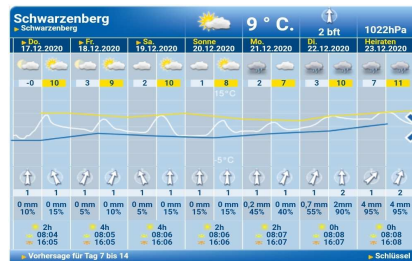 Schwarzenberg
Schwarzenberg
9 ° C.
2 bft
1022hPa
Do. Fr. Sa. Sonne Mo. Di. Heiraten
17.12.2020 18.12.2020 19.12.2020 20.12.2020 21.12.2020 22.12.2020 23.12.2020
-0 10 3 9 2 10 1 8 2 7 3 10 7 11
15°C
-5°C
1 1 1 1 1 1 1 1 1 1 1 2 1 2
0 mm 0 mm 0 mm 0 mm 0 mm 0 mm 0 mm 0 mm 0,2 mm 0 mm 0,7 mm 2mm 4 mm 4 mm
10% 15% 5% 10% 5% 15% 15% 15% 45% 40% 55% 90% 95% 95%
2h 4h 4h 2h 2h 0h 0h
08:04 08:05 08:06 08:06 08:07 08:08 08:08
16:05 16:05 16:06 16:06 16:07 16:07 16:08
Vorhersage für Tag 7 bis 14
Schlüssel